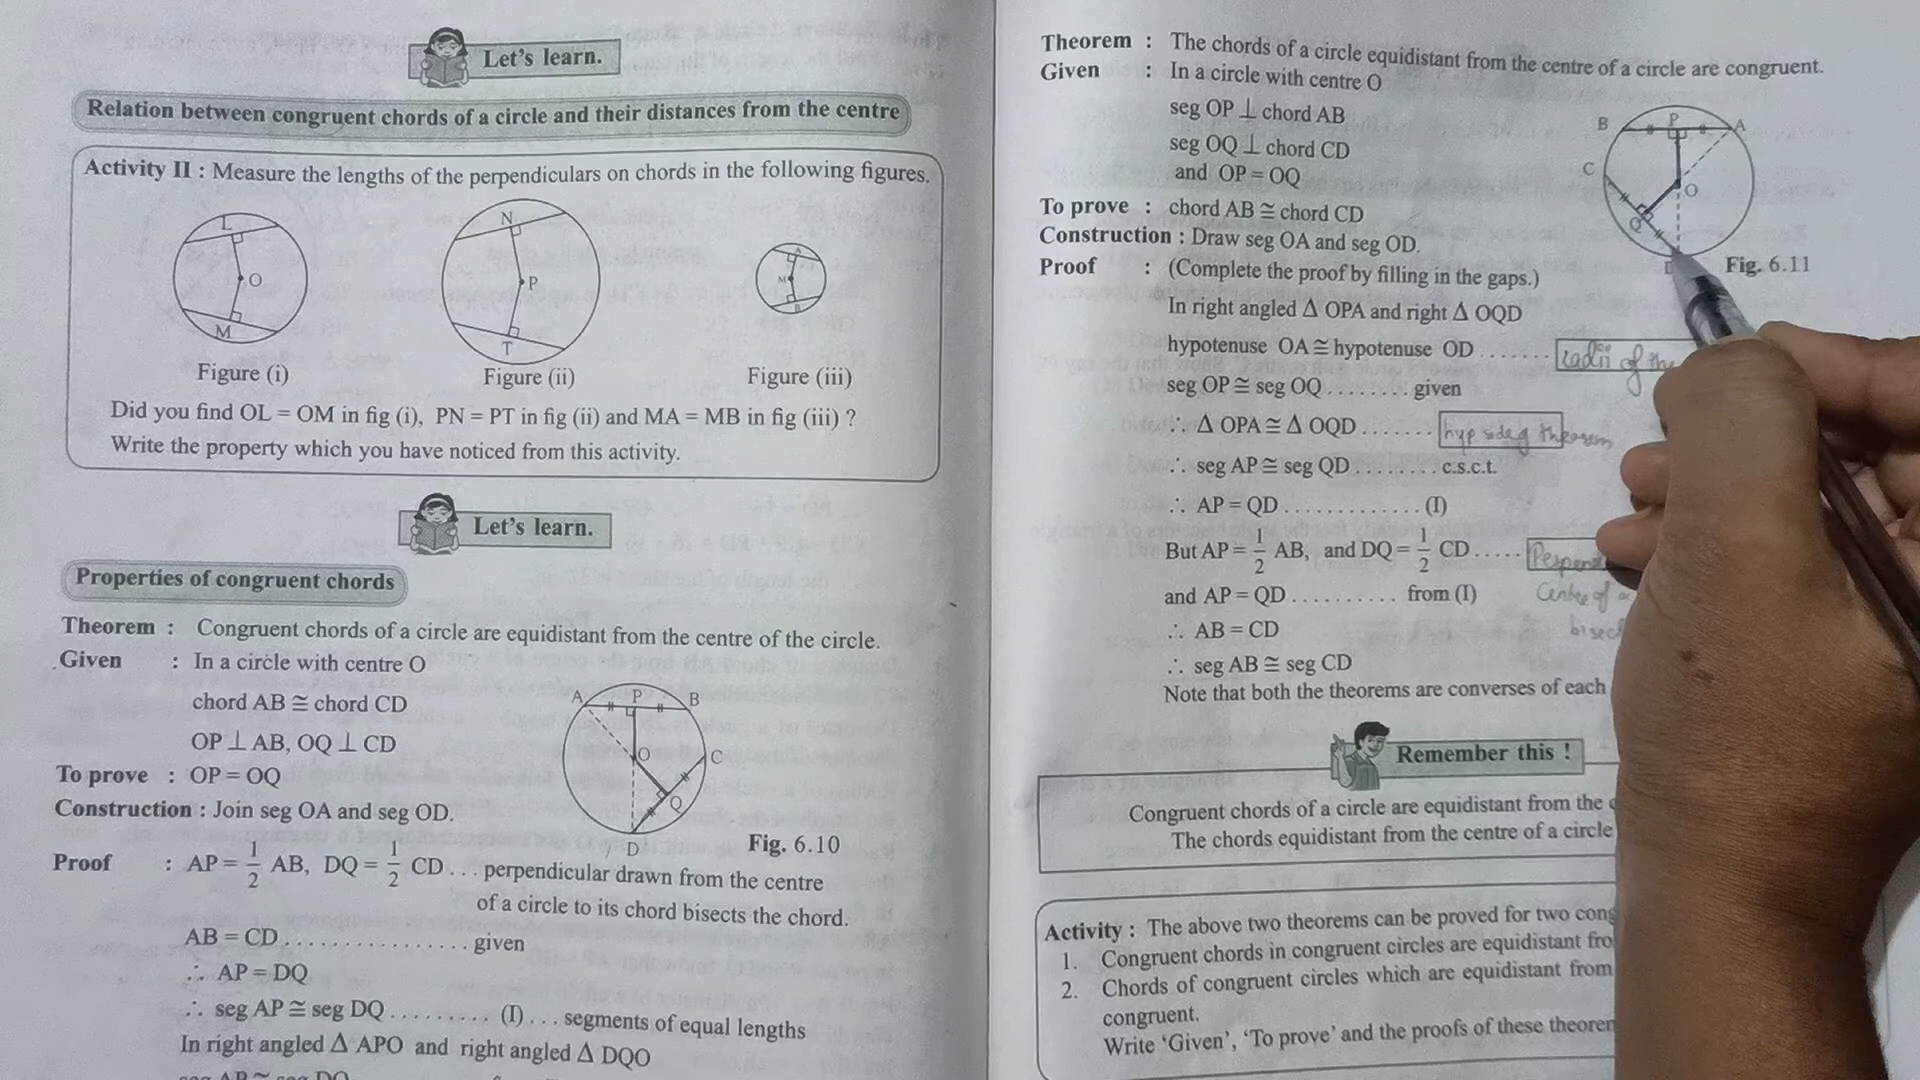 Let's learn.
Relation between congruent chords of a circle and their distances from the centre
Activity II : Measure the lengths of the perpendiculars on chords in the following figures.
L
O
M
N
P
T
A
M
B
Figure (i)
Figure (ii)
Figure (iii)
Did you find OL = OM in fig (i), PN = PT in fig (ii) and MA = MB in fig (iii) ?
Write the property which you have noticed from this activity.
Let's learn.
Properties of congruent chords
Theorem : Congruent chords of a circle are equidistant from the centre of the circle.
Given : In a circle with centre O
chord AB ≅ chord CD
OP ⊥ AB, OQ ⊥ CD
To prove : OP = OQ
Construction : Join seg OA and seg OD.
A P B
O C
Q
D
Fig. 6.10
Proof : AP = 1/2 AB, DQ = 1/2 CD . . . perpendicular drawn from the centre
of a circle to its chord bisects the chord.
AB = CD . . . . . . . . . . . . . . . . given
∴ AP = DQ
∴ seg AP ≅ seg DQ . . . . . . . . . (I) . . . segments of equal lengths
In right angled Δ APO and right angled Δ DQO
Theorem : The chords of a circle equidistant from the centre of a circle are congruent.
Given : In a circle with centre O
seg OP ⊥ chord AB
seg OQ ⊥ chord CD
and OP = OQ
To prove : chord AB ≅ chord CD
Construction : Draw seg OA and seg OD.
B P A
C
O
Q
Fig. 6.11
Proof : (Complete the proof by filling in the gaps.)
In right angled Δ OPA and right Δ OQD
hypotenuse OA ≅ hypotenuse OD . . . . . . . radii of the
seg OP ≅ seg OQ . . . . . . . . given
∴ Δ OPA ≅ Δ OQD . . . . . . . hyp side theorem
∴ seg AP ≅ seg QD . . . . . . . . c.s.c.t.
∴ AP = QD . . . . . . . . . . . . . (I)
But AP = 1/2 AB, and DQ = 1/2 CD . . . . .
and AP = QD . . . . . . . . . . from (I)
Centre of
∴ AB = CD
∴ seg AB ≅ seg CD
Note that both the theorems are converses of each
Remember this !
Congruent chords of a circle are equidistant from the
The chords equidistant from the centre of a circle
Activity : The above two theorems can be proved for two
1. Congruent chords in congruent circles are equidistant
2. Chords of congruent circles which are equidistant from
congruent.
Write 'Given', 'To prove' and the proofs of these